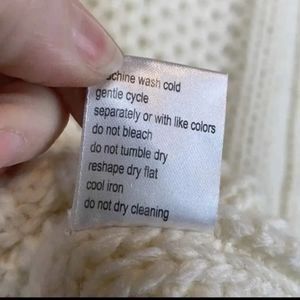 machine wash cold
gentle cycle
separately or with like colors
do not bleach
do not tumble dry
reshape dry flat
cool iron
do not dry cleaning